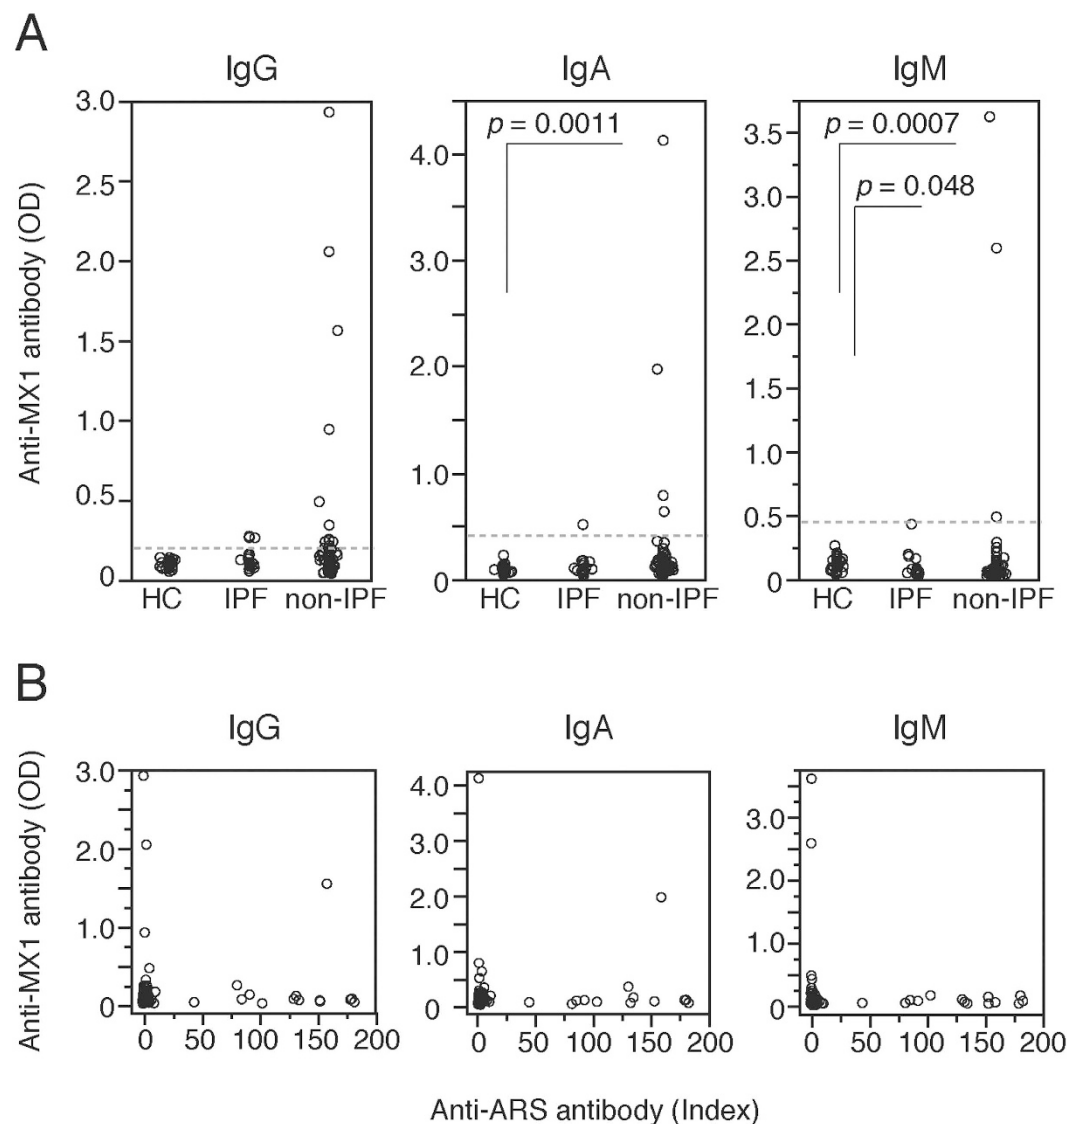 A
IgG IgA IgM
Anti-MX1 antibody (OD)
3.0
2.5
2.0
1.5
1.0
0.5
0
HC IPF non-IPF
p = 0.0011
4.0
3.0
2.0
1.0
0
HC IPF non-IPF
p = 0.0007
p = 0.048
3.5
3.0
2.5
2.0
1.5
1.0
0.5
0
HC IPF non-IPF
B
IgG IgA IgM
Anti-MX1 antibody (OD)
3.0
2.0
1.0
0
0 50 100 150 200
4.0
3.0
2.0
1.0
0
0 50 100 150 200
3.0
2.0
1.0
0
0 50 100 150 200
Anti-ARS antibody (Index)